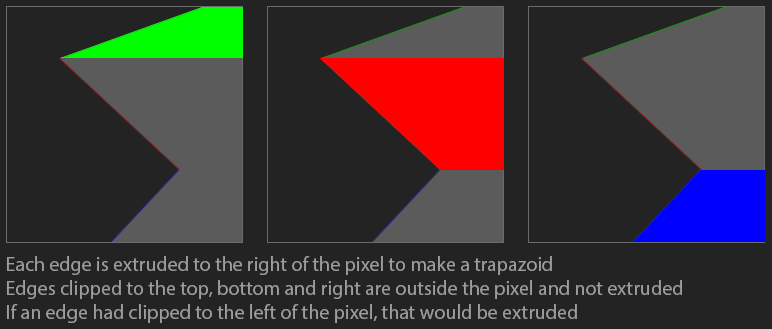 Each edge is extruded to the right of the pixel to make a trapazoid
Edges clipped to the top, bottom and right are outside the pixel and not extruded
If an edge had clipped to the left of the pixel, that would be extruded